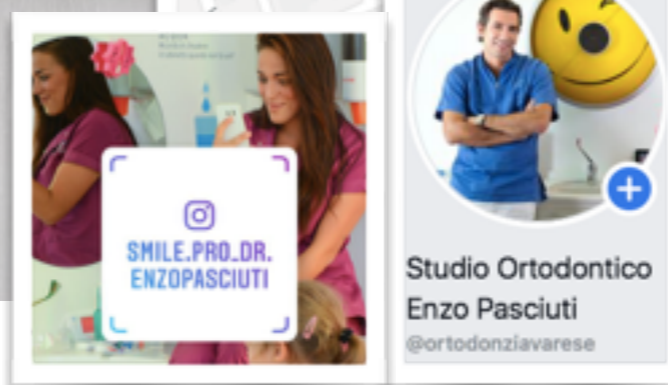 SMILE.PRO_DR.
ENZOPASCIUTI
Studio Ortodontico
Enzo Pasciuti
@ortodonziavarese